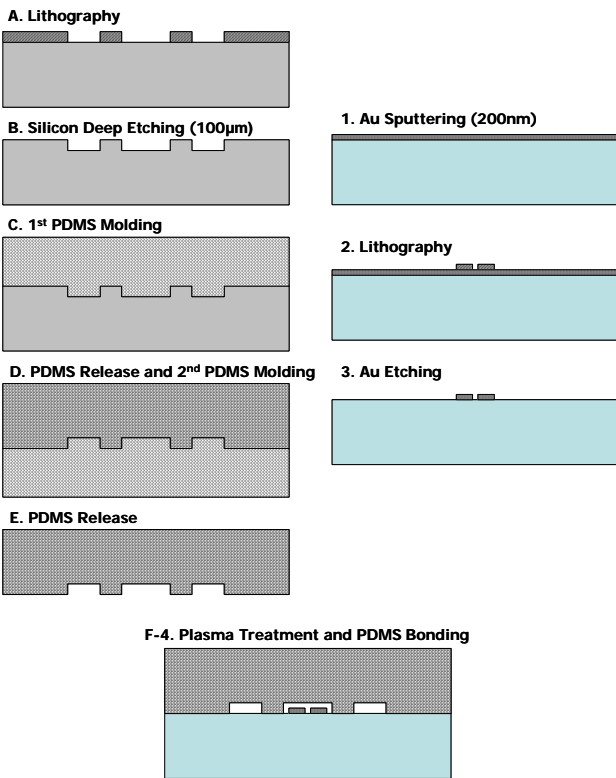 A. Lithography
B. Silicon Deep Etching (100μm)
C. 1st PDMS Molding
D. PDMS Release and 2nd PDMS Molding
E. PDMS Release
1. Au Sputtering (200nm)
2. Lithography
3. Au Etching
F-4. Plasma Treatment and PDMS Bonding